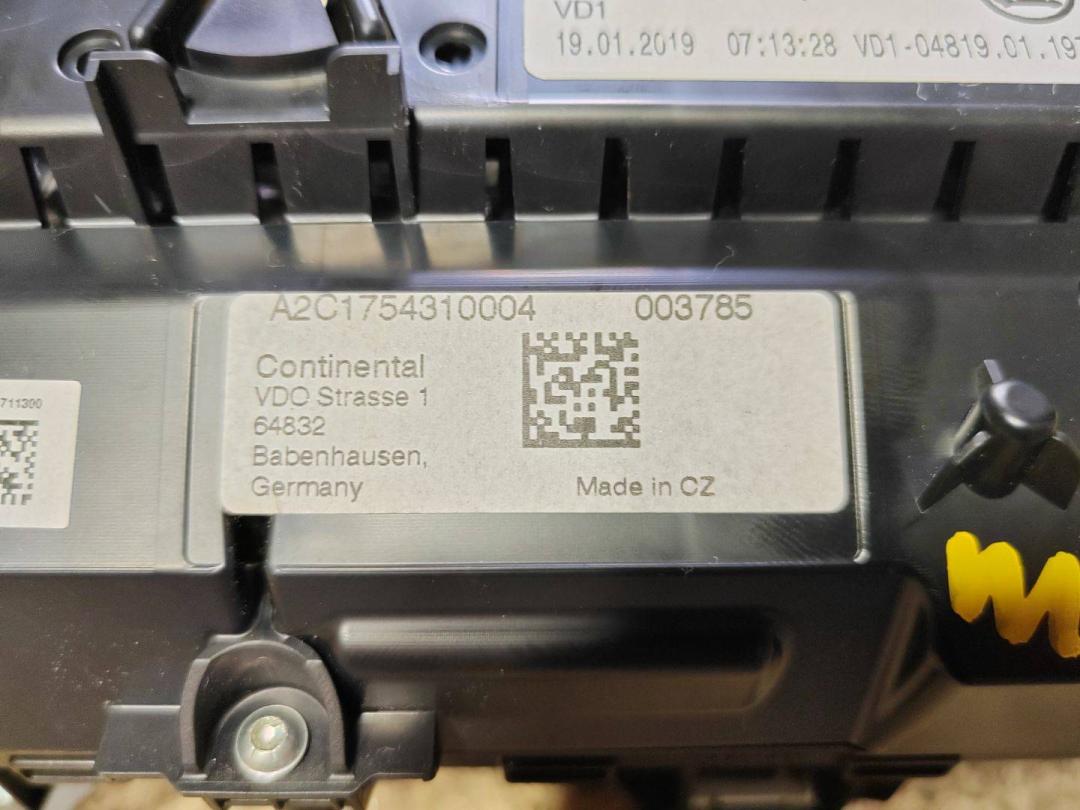 VD1
19.01.2019 07:13:28 VD1-04819.01.197
A2C1754310004 003785
Continental
VDO Strasse 1
64832
Babenhausen,
Germany
Made in CZ
711300
M